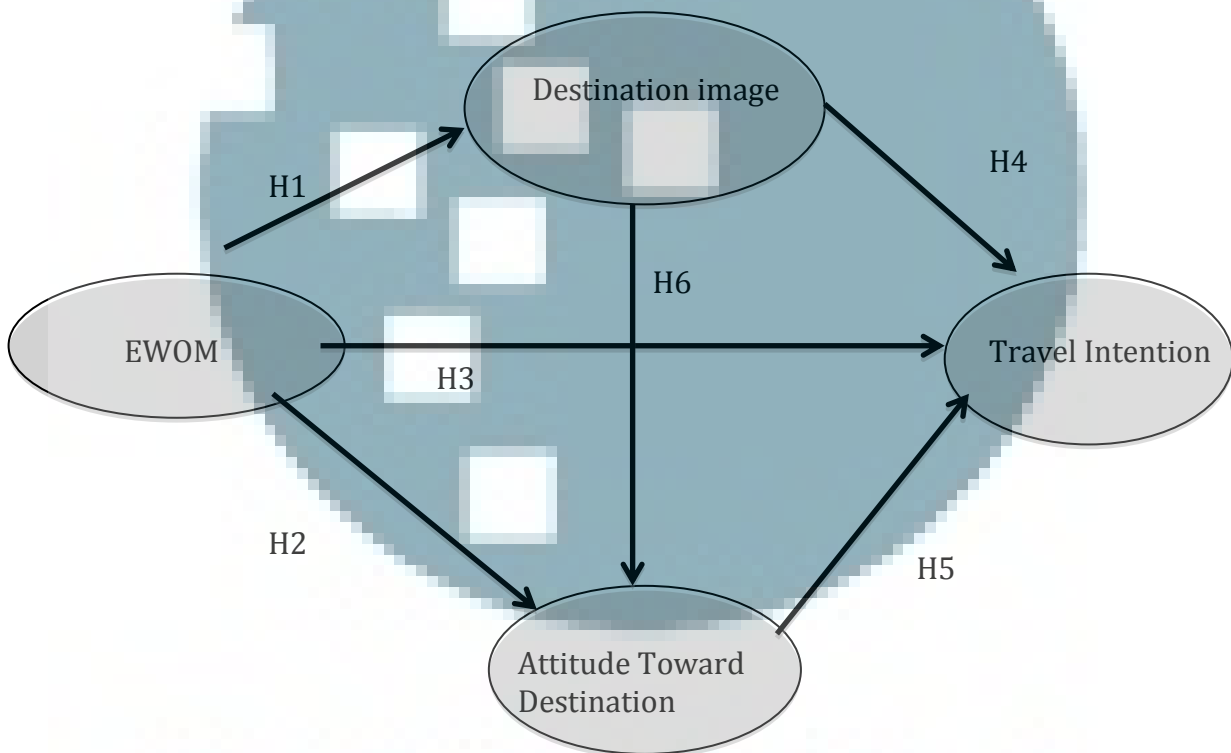 Destination image
H1
H4
H6
EWOM
Travel Intention
H3
H2
H5
Attitude Toward
Destination